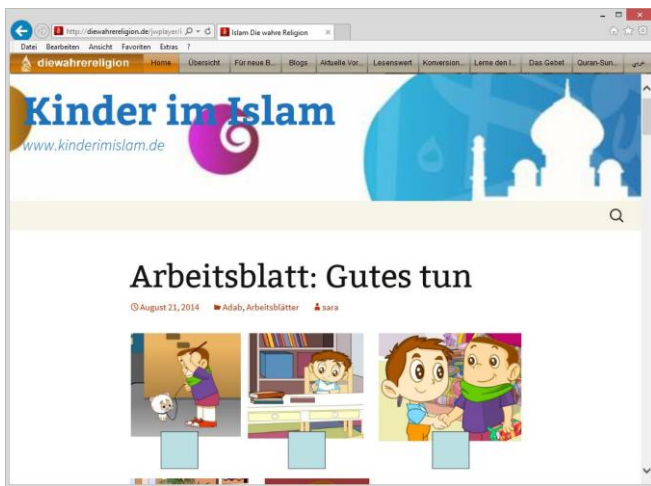 http://diewahrereligion.de/jwplayer/i
Islam Die wahre Religion
Datei Bearbeiten Ansicht Favoriten Extras ?
diewahrereligion Home Übersicht Für neue B... Blogs Aktuelle Vor... Lesenswert Konversion... Lerne den I... Das Gebet Quran-Sun... عربي
Kinder im Islam
www.kinderimislam.de
Arbeitsblatt: Gutes tun
August 21, 2014 Adab, Arbeitsblätter sara